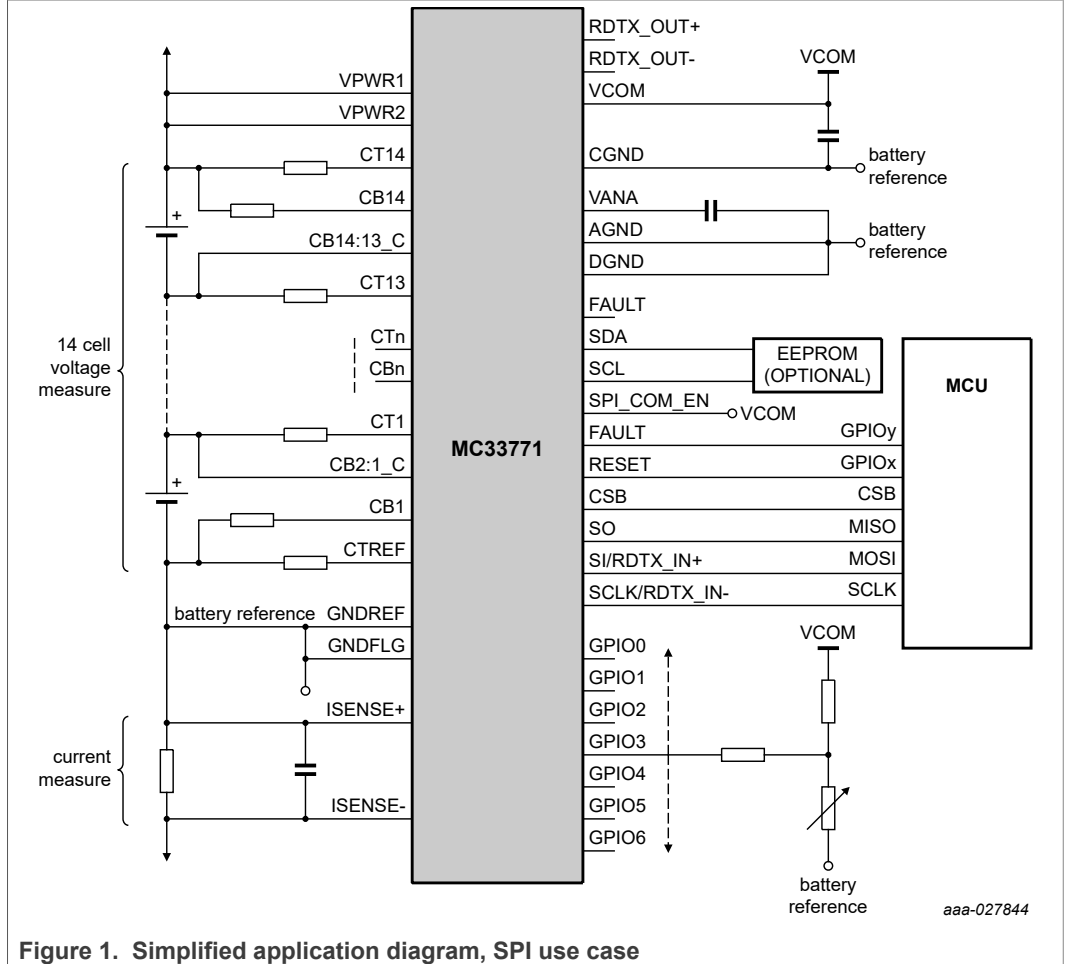 VPWR1
VPWR2
CT14
CB14
CB14:13_C
CT13
CTn
CBn
CT1
CB2:1_C
CB1
CTREF
battery reference GNDREF
GNDFLG
ISENSE+
ISENSE-
+
+
14 cell
voltage
measure
current
measure
MC33771
RDTX_OUT+
RDTX_OUT-
VCOM
CGND
VANA
AGND
DGND
FAULT
SDA
SCL
SPI_COM_EN
FAULT
RESET
CSB
SO
SI/RDTX_IN+
SCLK/RDTX_IN-
GPIO0
GPIO1
GPIO2
GPIO3
GPIO4
GPIO5
GPIO6
VCOM
battery
reference
battery
reference
EEPROM
(OPTIONAL)
VCOM
MCU
GPIOy
GPIOx
CSB
MISO
MOSI
SCLK
VCOM
battery
reference
aaa-027844
Figure 1. Simplified application diagram, SPI use case